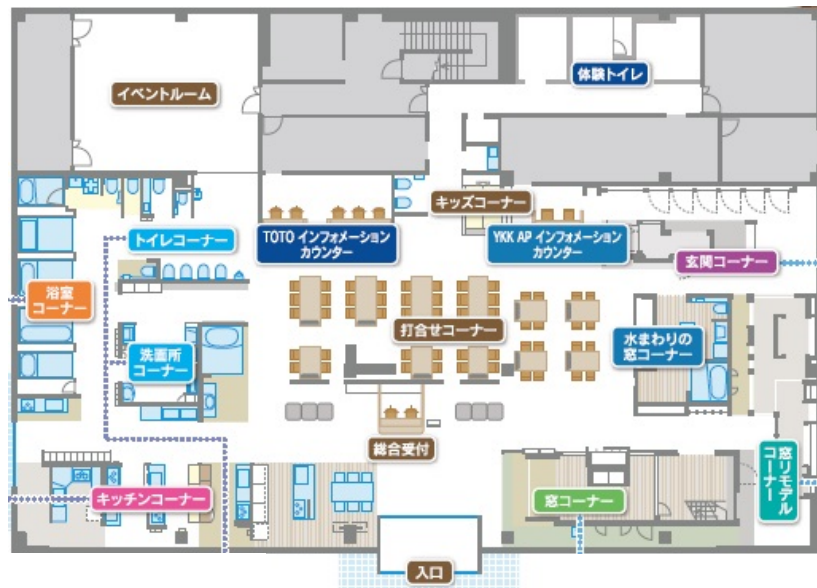 イベントルーム
体験トイレ
キッズコーナー
トイレコーナー
TOTO インフォメーション
カウンター
YKK AP インフォメーション
カウンター
玄関コーナー
浴室
コーナー
打合せコーナー
水まわりの
窓コーナー
洗面所
コーナー
総合受付
窓リモデル
コーナー
キッチンコーナー
窓コーナー
入口